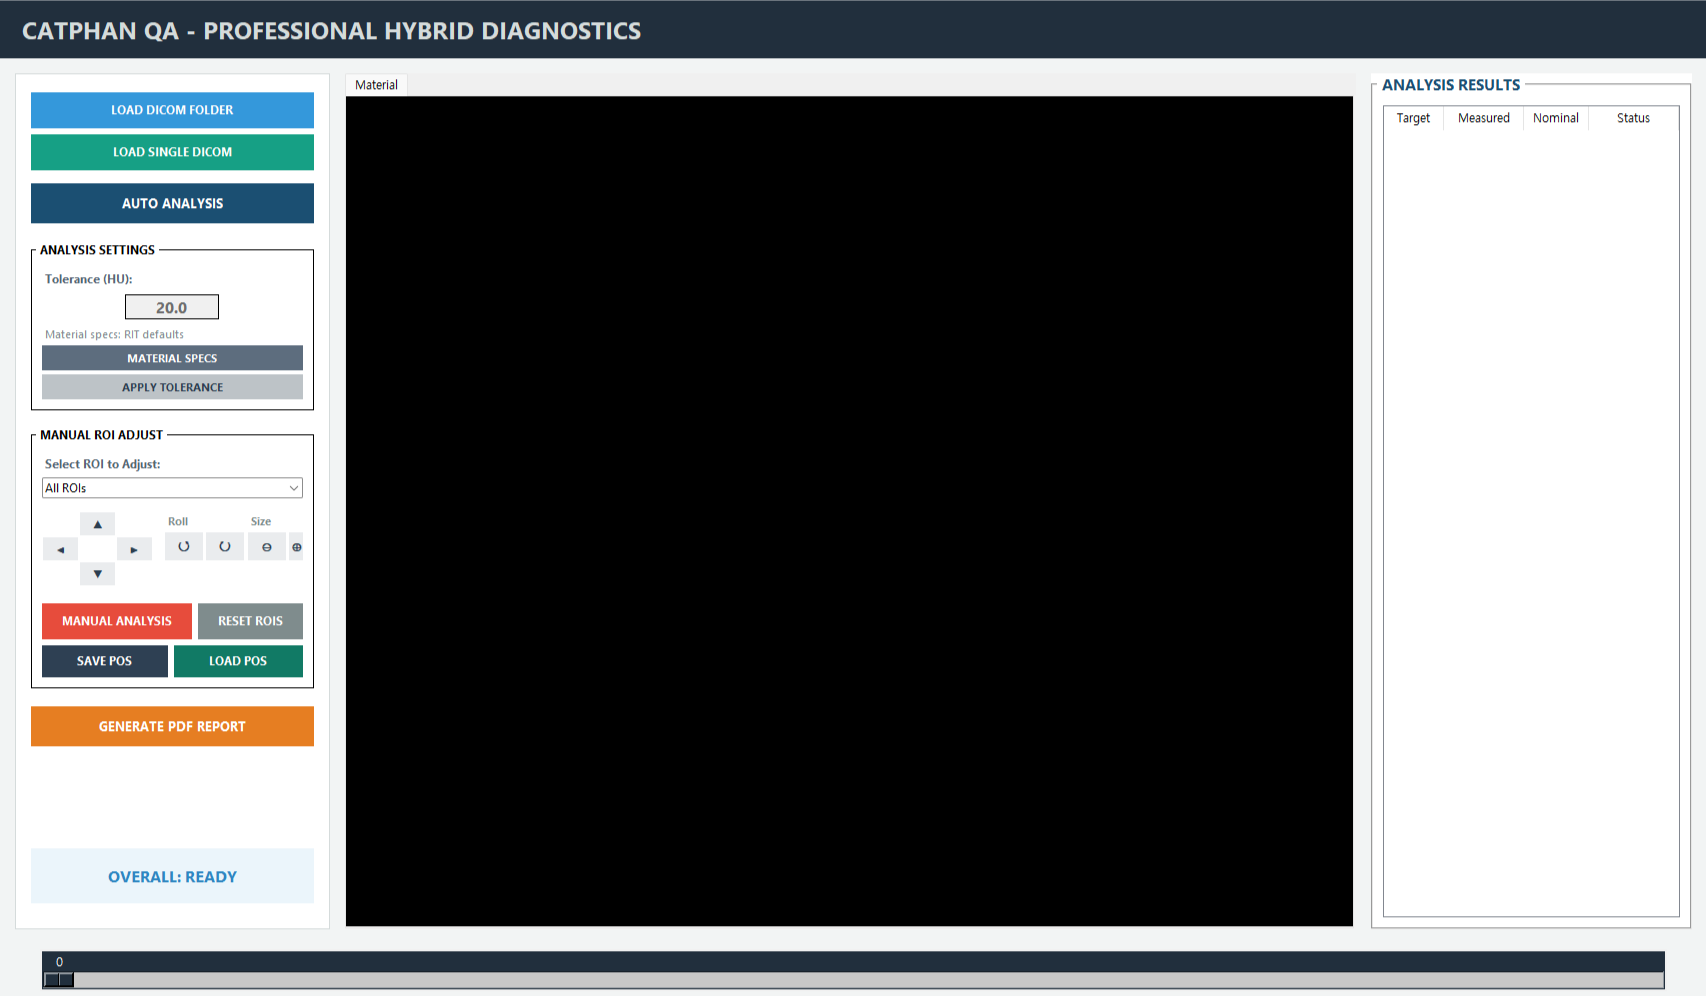 CATPHAN QA - PROFESSIONAL HYBRID DIAGNOSTICS
LOAD DICOM FOLDER
LOAD SINGLE DICOM
AUTO ANALYSIS
ANALYSIS SETTINGS
Tolerance (HU):
20.0
Material specs: RIT defaults
MATERIAL SPECS
APPLY TOLERANCE
MANUAL ROI ADJUST
Select ROI to Adjust:
All ROIs
Roll Size
MANUAL ANALYSIS RESET ROIS
SAVE POS LOAD POS
GENERATE PDF REPORT
OVERALL: READY
Material
ANALYSIS RESULTS
Target Measured Nominal Status
0